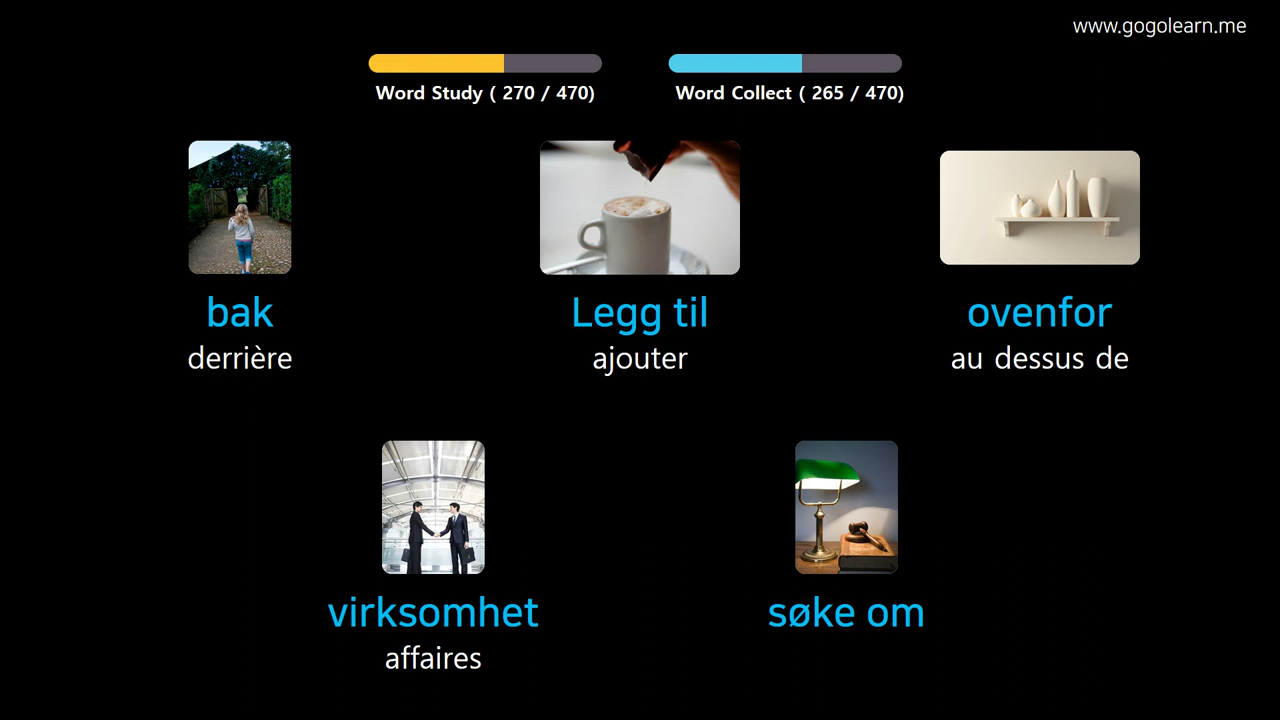 www.gogolearn.me
Word Study ( 270 / 470)
Word Collect ( 265 / 470)
bak
derrière
Legg til
ajouter
ovenfor
au dessus de
virksomhet
affaires
søke om